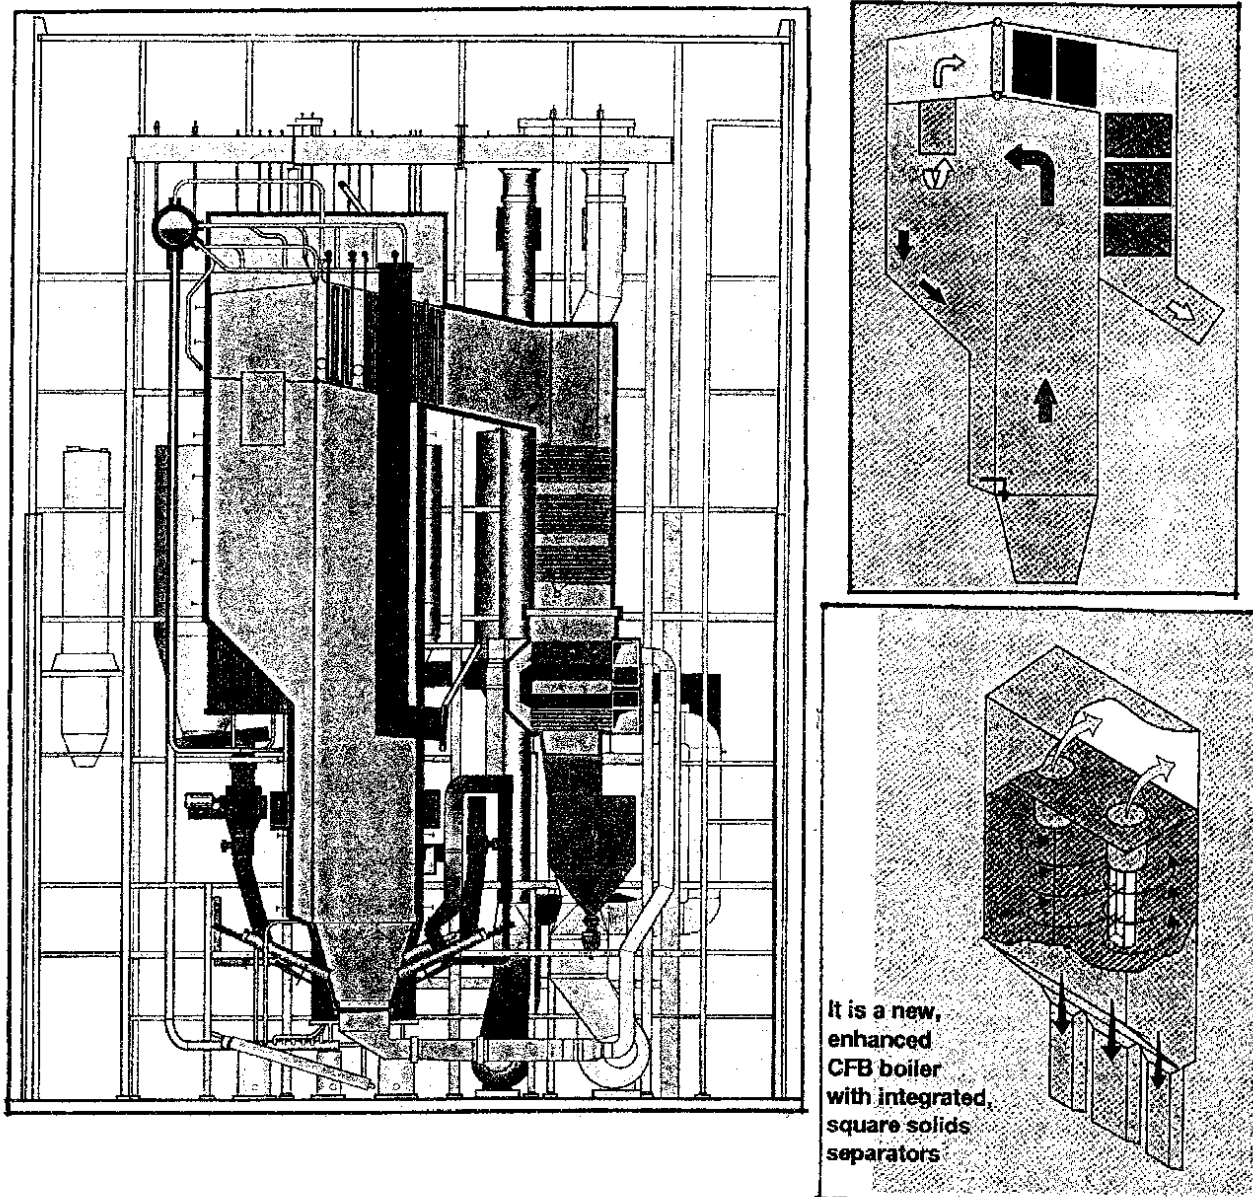 It is a new,
enhanced
CFB boiler
with integrated,
square solids
separators